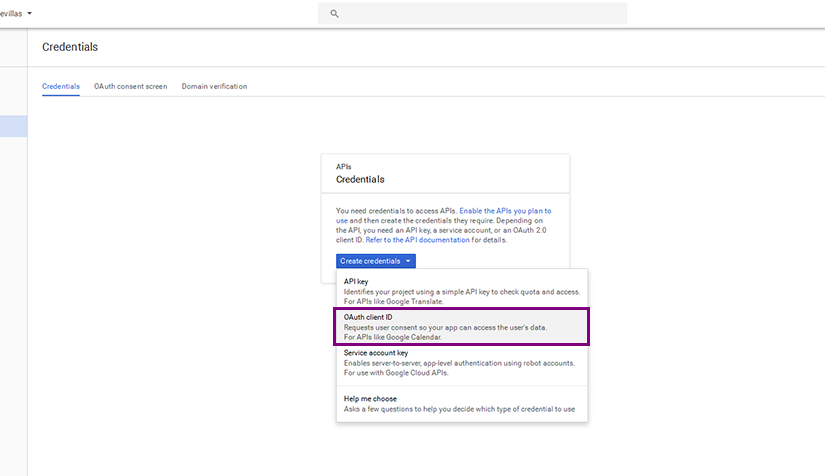 evillas
Credentials
Credentials OAuth consent screen Domain verification
APIs
Credentials
You need credentials to access APIs. Enable the APIs you plan to
use and then create the credentials they require. Depending on
the API, you need an API key, a service account, or an OAuth 2.0
client ID. Refer to the API documentation for details.
Create credentials
API key
Identifies your project using a simple API key to check quota and access.
For APIs like Google Translate.
OAuth client ID
Requests user consent so your app can access the user's data.
For APIs like Google Calendar.
Service account key
Enables server-to-server, app-level authentication using robot accounts.
For use with Google Cloud APIs.
Help me choose
Asks a few questions to help you decide which type of credential to use